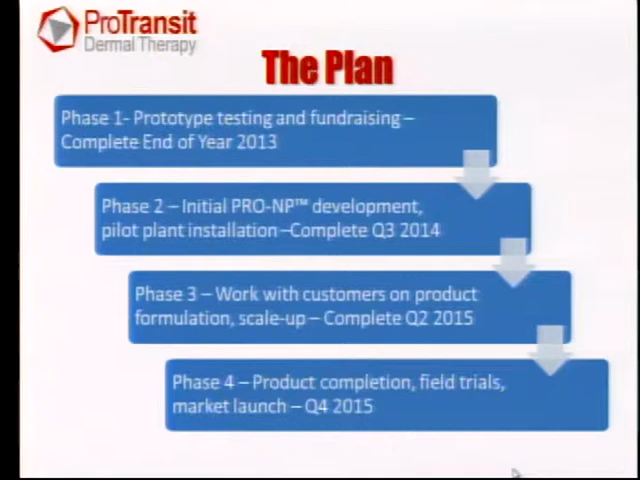 ProTransit
Dermal Therapy
The Plan
Phase 1- Prototype testing and fundraising –
Complete End of Year 2013
Phase 2 – Initial PRO-NP™ development,
pilot plant installation –Complete Q3 2014
Phase 3 – Work with customers on product
formulation, scale-up – Complete Q2 2015
Phase 4 – Product completion, field trials,
market launch – Q4 2015